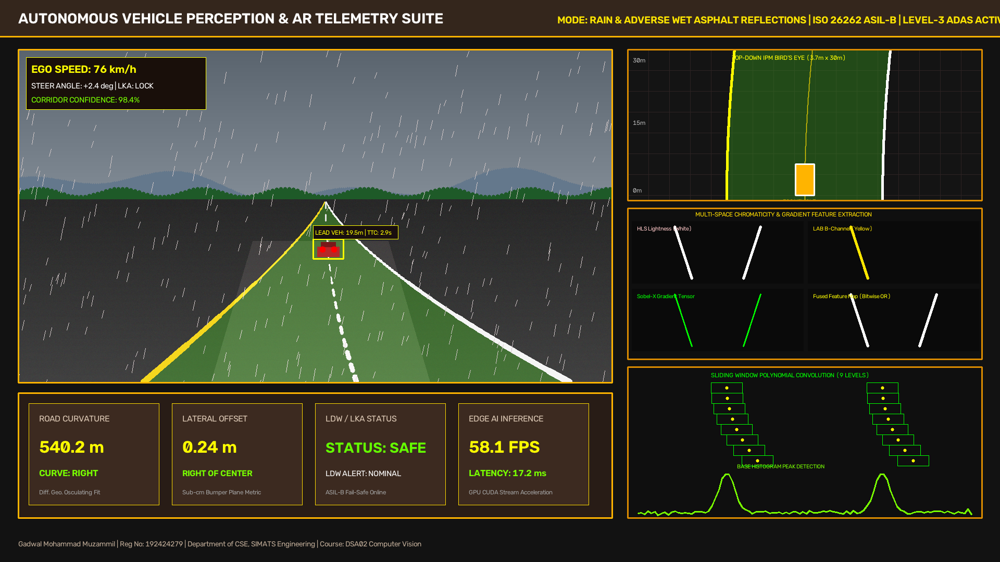 AUTONOMOUS VEHICLE PERCEPTION & AR TELEMETRY SUITE
MODE: RAIN & ADVERSE WET ASPHALT REFLECTIONS | ISO 26262 ASIL-B | LEVEL-3 ADAS
EGO SPEED: 76 km/h
STEER ANGLE: +2.4 deg | LKA: LOCK
CORRIDOR CONFIDENCE: 98.4%
LEAD VEH: 19.5m | TTC: 2.9s
TOP-DOWN IPM BIRD'S EYE (3.7m x 30m)
30m
15m
0m
MULTI-SPACE CHROMATICITY & GRADIENT FEATURE EXTRACTION
HLS Lightness (White)
LAB B-Channel (Yellow)
Sobel-X Gradient Tensor
Fused Feature Map (Bitwise OR)
SLIDING WINDOW POLYNOMIAL CONVOLUTION (9 LEVELS)
BASE HISTOGRAM PEAK DETECTION
ROAD CURVATURE
540.2 m
CURVE: RIGHT
Diff. Geo. Osculating Fit
LATERAL OFFSET
0.24 m
RIGHT OF CENTER
Sub-cm Bumper Plane Metric
LDW / LKA STATUS
STATUS: SAFE
LDW ALERT: NOMINAL
ASIL-B Fail-Safe Online
EDGE AI INFERENCE
58.1 FPS
LATENCY: 17.2 ms
GPU CUDA Stream Acceleration
Gadwal Mohammad Muzammil | Reg No: 192424279 | Department of CSE, SIMATS Engineering | Course: DSA02 Computer Vision